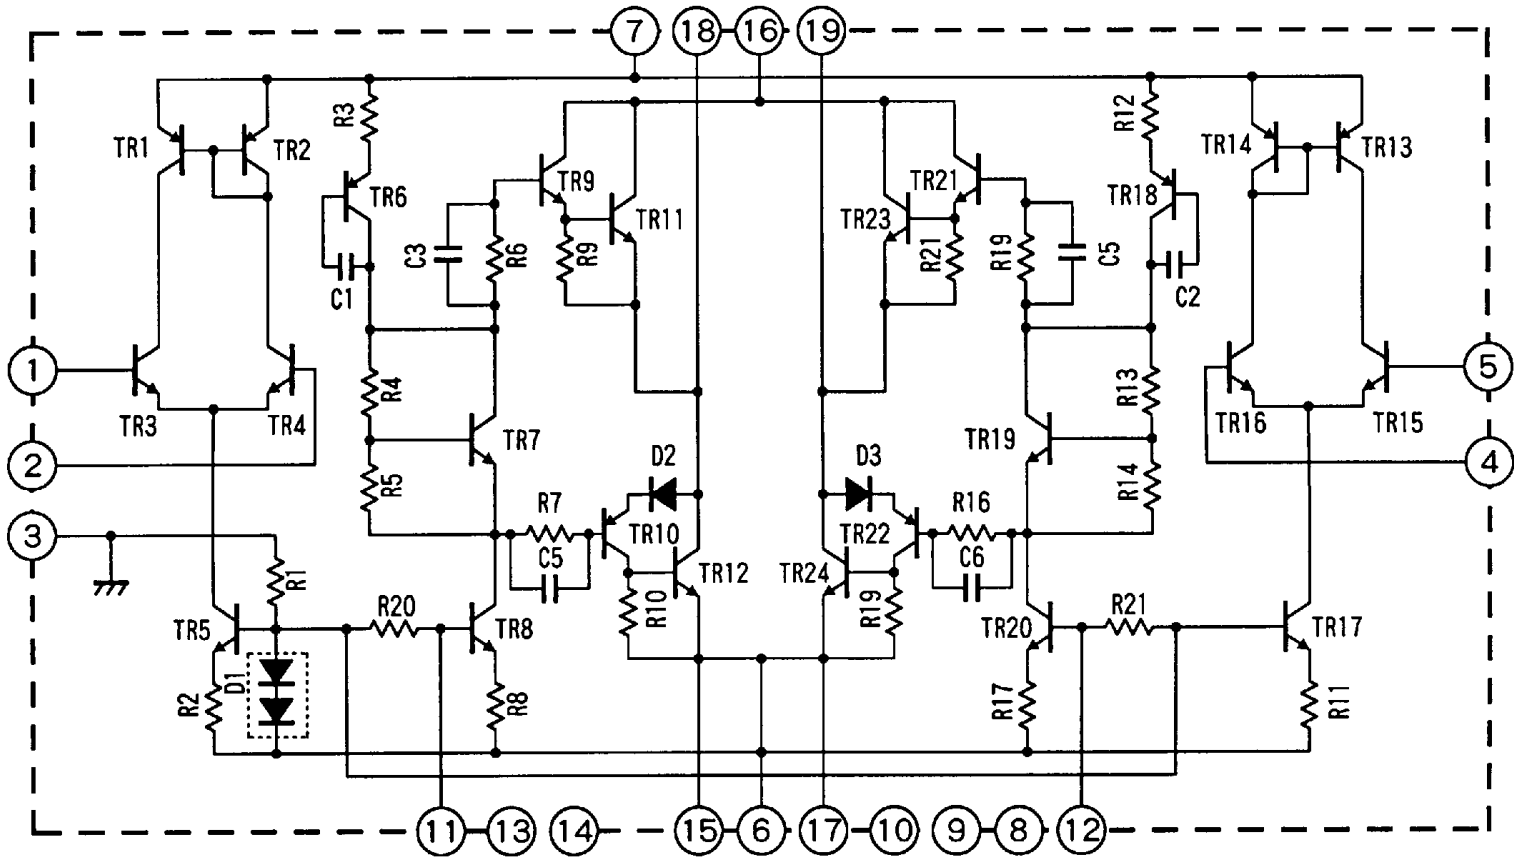 7 18 16 19
R3 R12
TR1 TR2 TR14 TR13
TR6 TR9 TR21 TR18
TR11 TR23
C3 R6 R9 R21 R19 C5
C1 C2
1 5
R4 R13
TR3 TR4 TR16 TR15
TR7 TR19
2 D2 D3 4
R5 R14
R7 R16
3 TR10 TR22
C5 C6
R1 TR12 TR24
R20 R10 R19 R21
TR5 TR8 TR20 TR17
D1
R2 R8 R17 R11
11 13 14 15 6 17 10 9 8 12